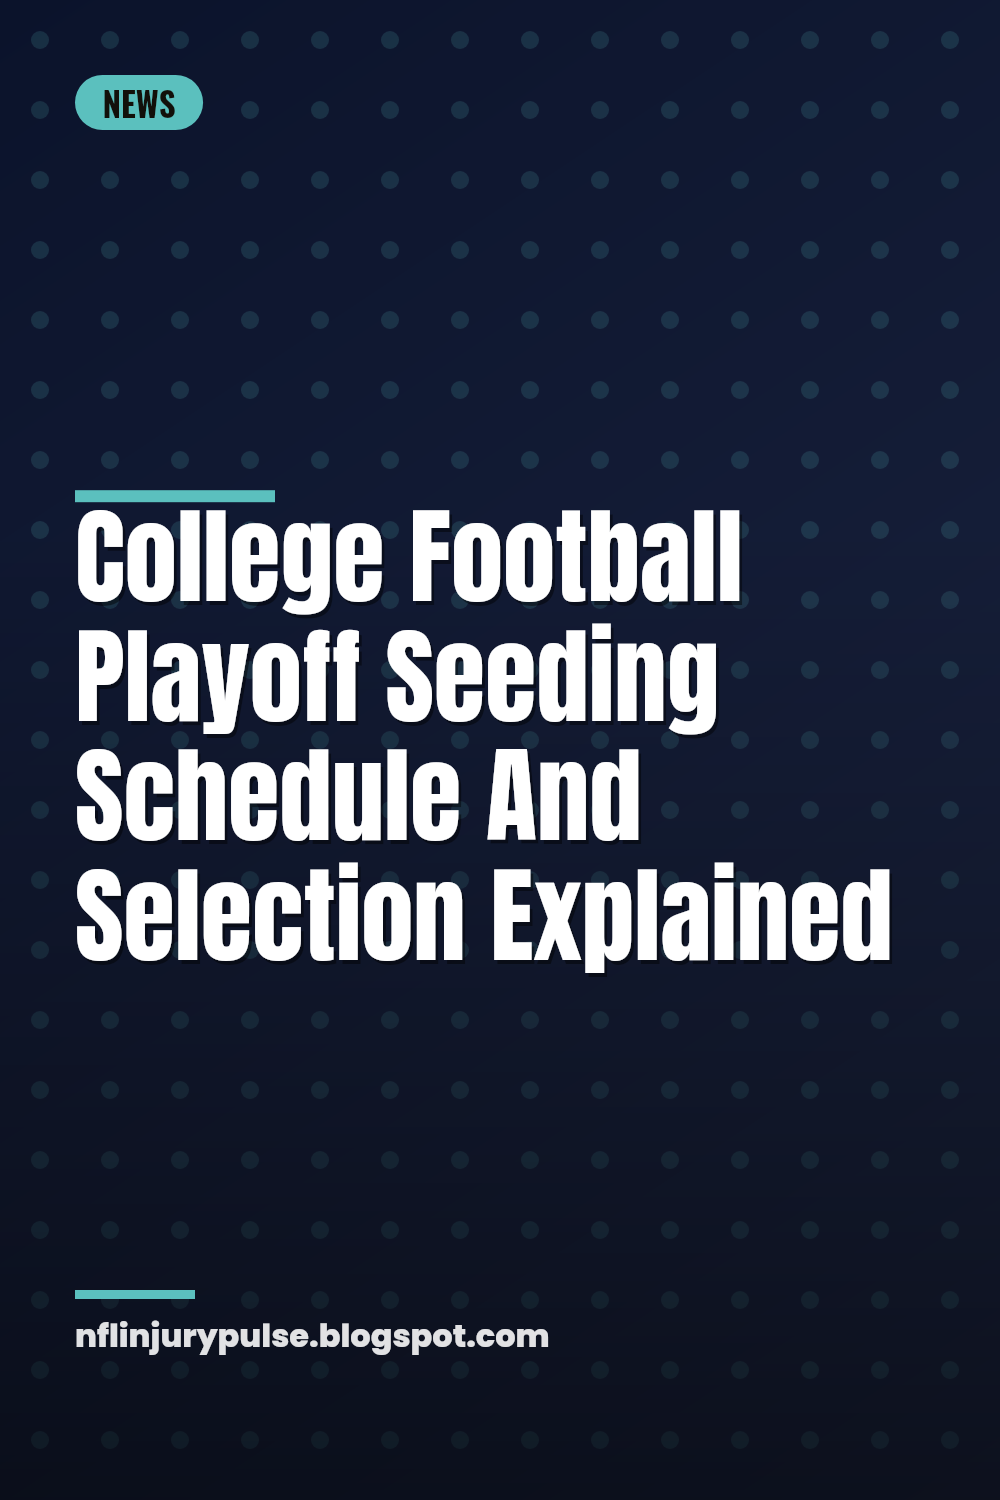 NEWS
College Football
Playoff Seeding
Schedule And
Selection Explained
nflinjurypulse.blogspot.com